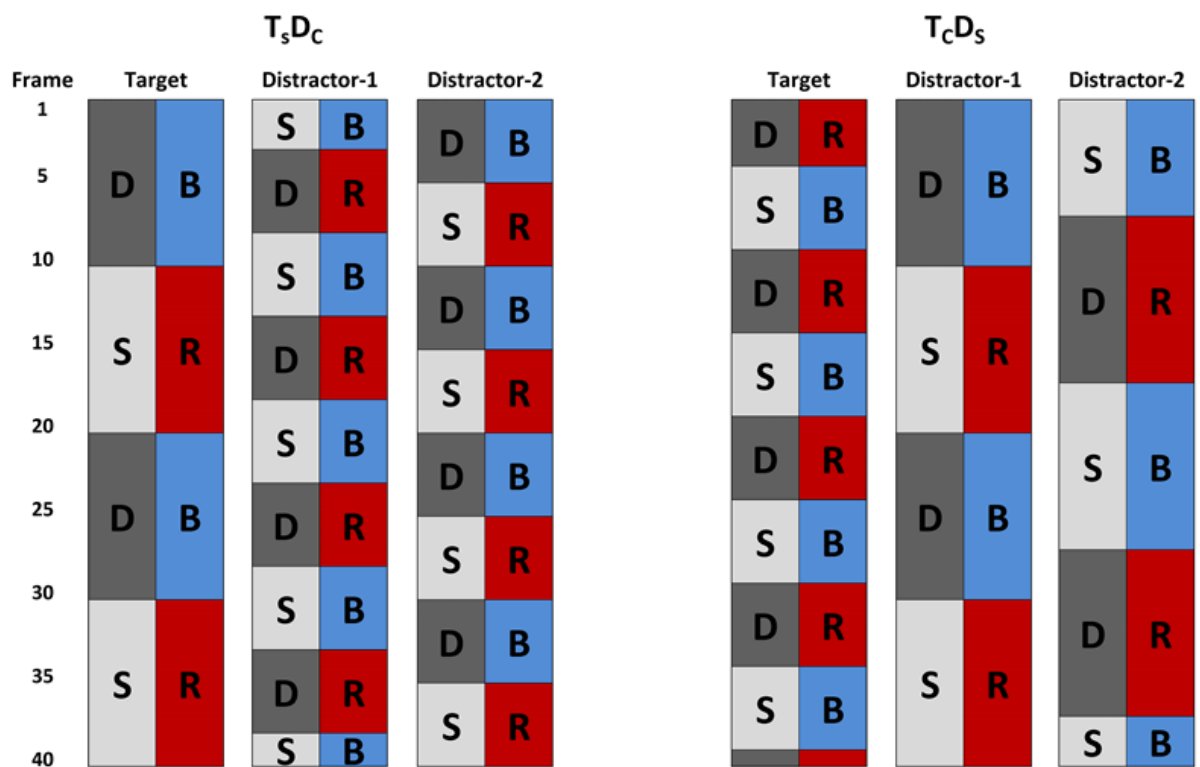 TsDC TCDS
Frame Target Distractor-1 Distractor-2 Target Distractor-1 Distractor-2
1
S B D R
D B D B S B
5
D B D R D B
S B
S R
10
S B D R
D B D R
15
S R D R S B S R
S R
20
S B D R
D B S B
25
D B D R S B D B
S R
30
S B D R D R
D B
35
S R D R S B S R
S R S B
40
S B